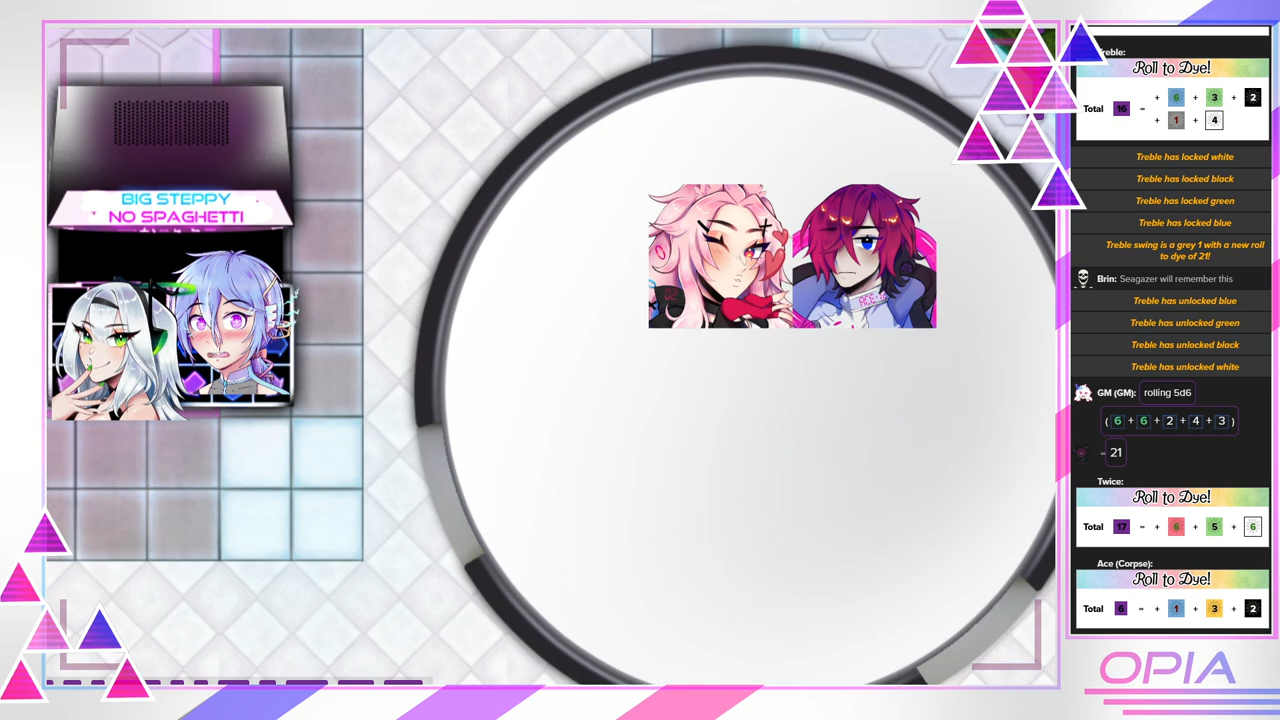 BIG STEPPY
NO SPAGHETTI
Treble:
Roll to Dye!
Total 16 = + 6 + 3 + 2
+ 1 + 4
Treble has locked white
Treble has locked black
Treble has locked green
Treble has locked blue
Treble swing is a grey 1 with a new roll
to dye of 21!
Brin: Seagazer will remember this
Treble has unlocked blue
Treble has unlocked green
Treble has unlocked black
Treble has unlocked white
GM (GM): rolling 5d6
( 6 + 6 + 2 + 4 + 3 )
= 21
Twice:
Roll to Dye!
Total 17 = + 6 + 5 + 6
Ace (Corpse):
Roll to Dye!
Total 6 = + 1 + 3 + 2
OPIA